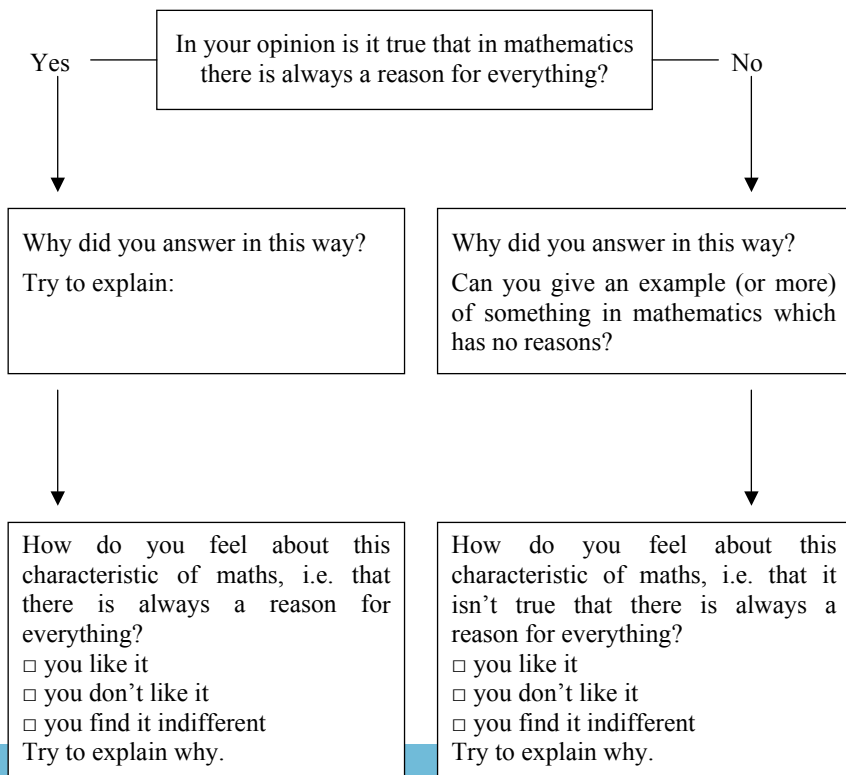 In your opinion is it true that in mathematics
there is always a reason for everything?
Yes
No
Why did you answer in this way?
Try to explain:
Why did you answer in this way?
Can you give an example (or more)
of something in mathematics which
has no reasons?
How do you feel about this
characteristic of maths, i.e. that
there is always a reason for
everything?
□ you like it
□ you don’t like it
□ you find it indifferent
Try to explain why.
How do you feel about this
characteristic of maths, i.e. that it
isn’t true that there is always a
reason for everything?
□ you like it
□ you don’t like it
□ you find it indifferent
Try to explain why.